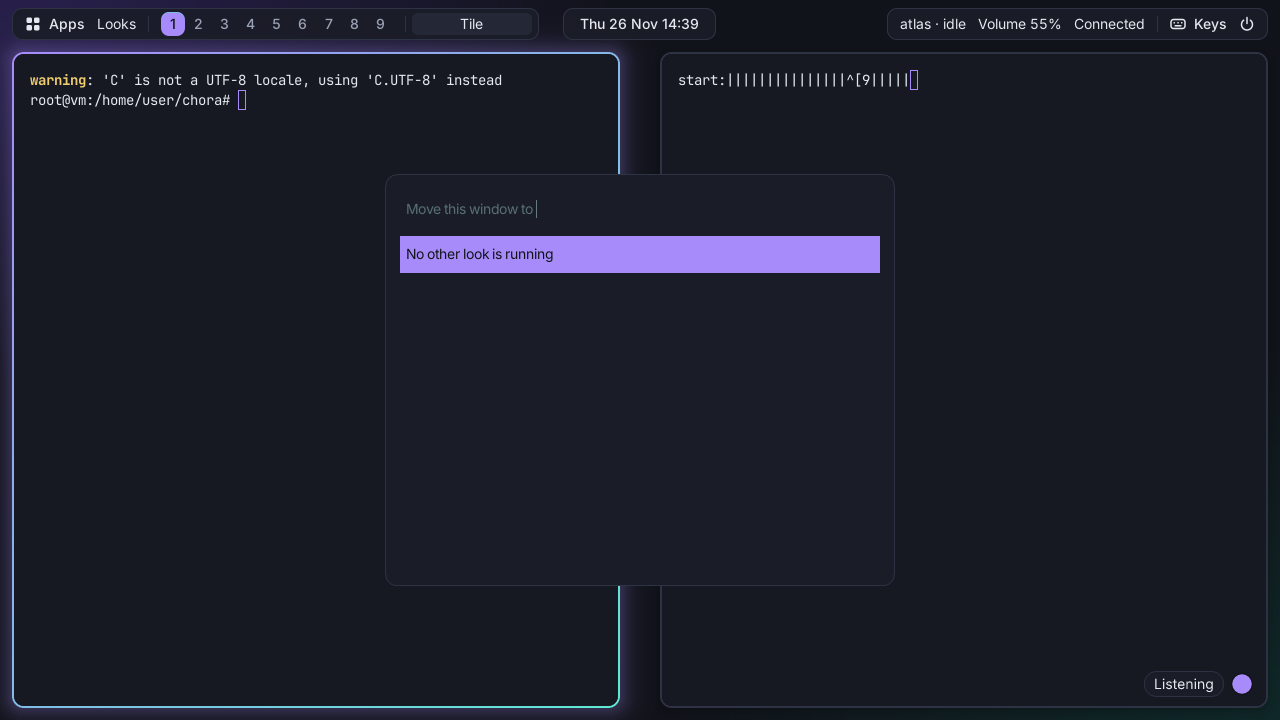 Apps Looks 1 2 3 4 5 6 7 8 9 Tile
Thu 26 Nov 14:39
atlas · idle Volume 55% Connected Keys
warning: 'C' is not a UTF-8 locale, using 'C.UTF-8' instead
root@vm:/home/user/chora#
start:|||||||||||||||^[9|||||
Move this window to
No other look is running
Listening